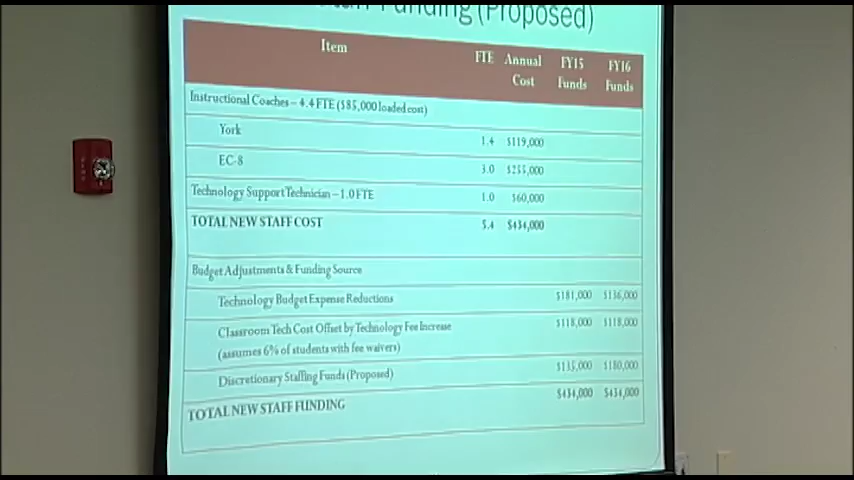 Funding (Proposed)
Item FTE Annual Cost FY15 Funds FY16 Funds
Instructional Coaches – 4.4 FTE ($85,000 loaded cost)
York 1.4 $119,000
EC-8 3.0 $255,000
Technology Support Technician – 1.0 FTE 1.0 $60,000
TOTAL NEW STAFF COST 5.4 $434,000
Budget Adjustments & Funding Source
Technology Budget Expense Reductions $181,000 $136,000
Classroom Tech Cost Offset by Technology Fee Increase $118,000 $118,000
(assumes 6% of students with fee waivers)
Discretionary Staffing Funds (Proposed) $135,000 $180,000
TOTAL NEW STAFF FUNDING $434,000 $434,000